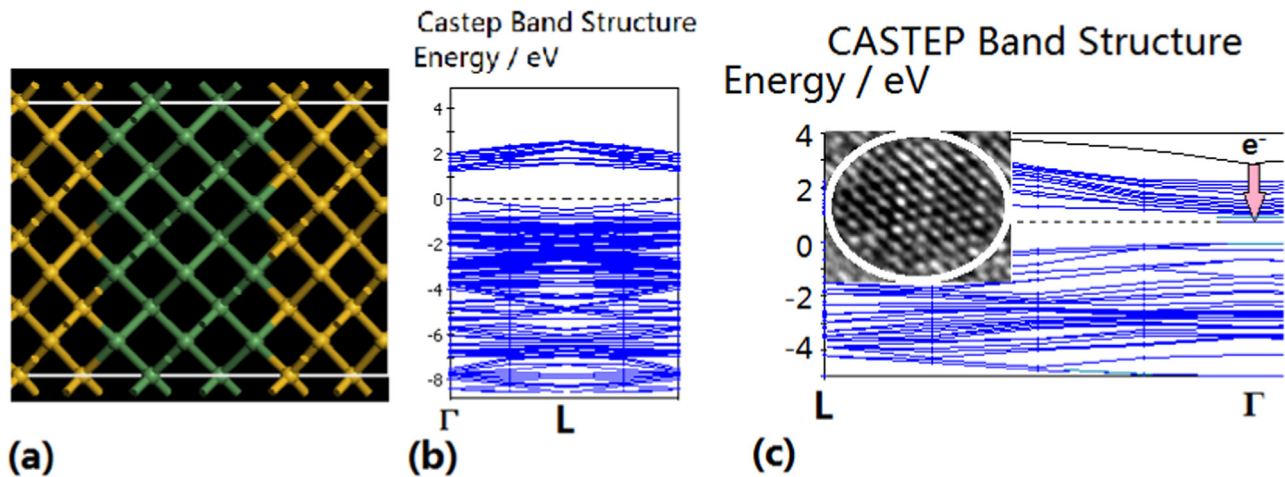 Castep Band Structure
Energy / eV
4
2
0
-2
-4
-6
-8
Γ
L
CASTEP Band Structure
Energy / eV
4
2
0
-2
-4
e⁻
L
Γ
(a)
(b)
(c)